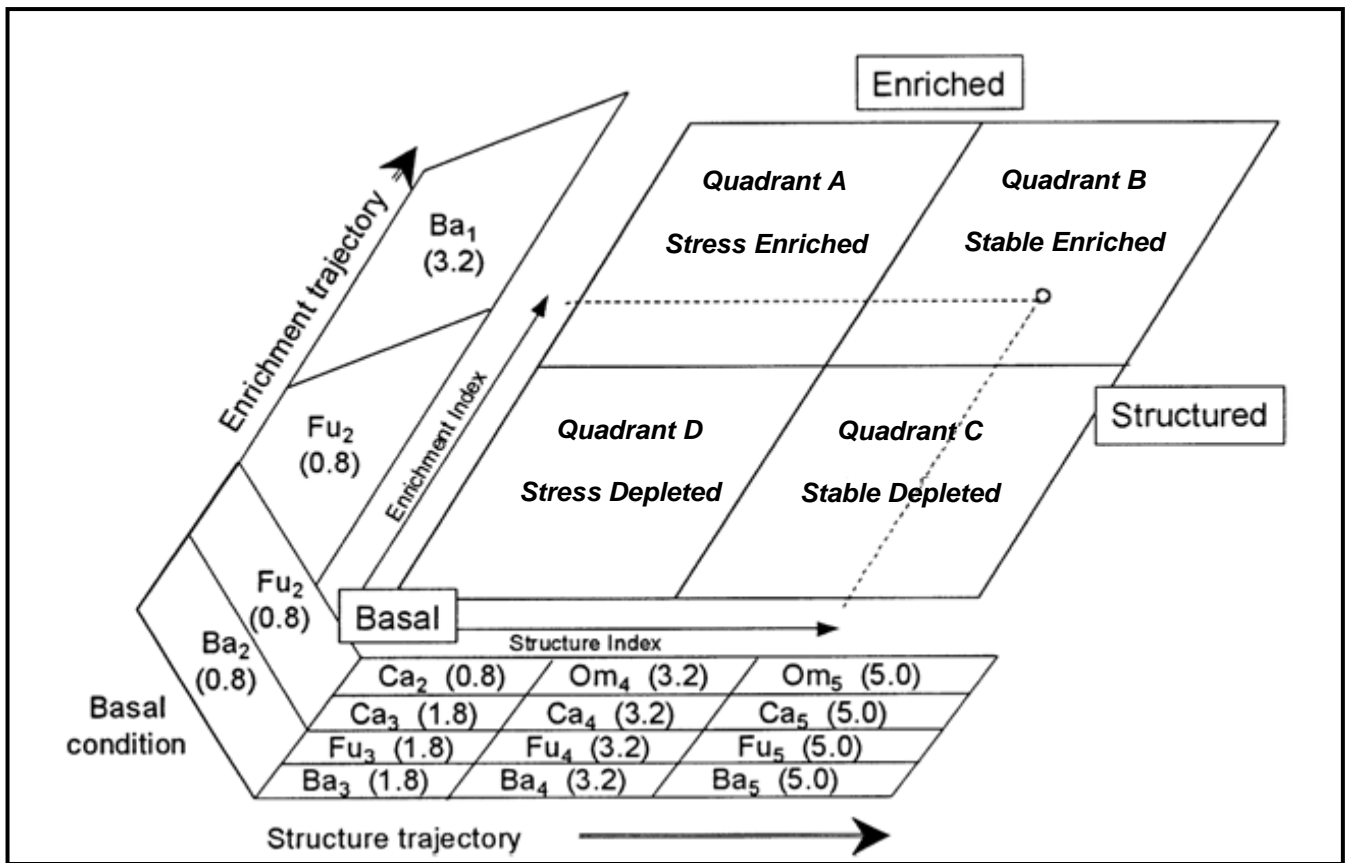 Enriched
Quadrant A
Stress Enriched
Quadrant B
Stable Enriched
Enrichment trajectory
Ba₁
(3.2)
Fu₂
(0.8)
Enrichment Index
Quadrant D
Stress Depleted
Quadrant C
Stable Depleted
Structured
Fu₂
(0.8)
Ba₂
(0.8)
Basal
Structure Index
Basal
condition
Ca₂ (0.8) Om₄ (3.2) Om₅ (5.0)
Ca₃ (1.8) Ca₄ (3.2) Ca₅ (5.0)
Fu₃ (1.8) Fu₄ (3.2) Fu₅ (5.0)
Ba₃ (1.8) Ba₄ (3.2) Ba₅ (5.0)
Structure trajectory